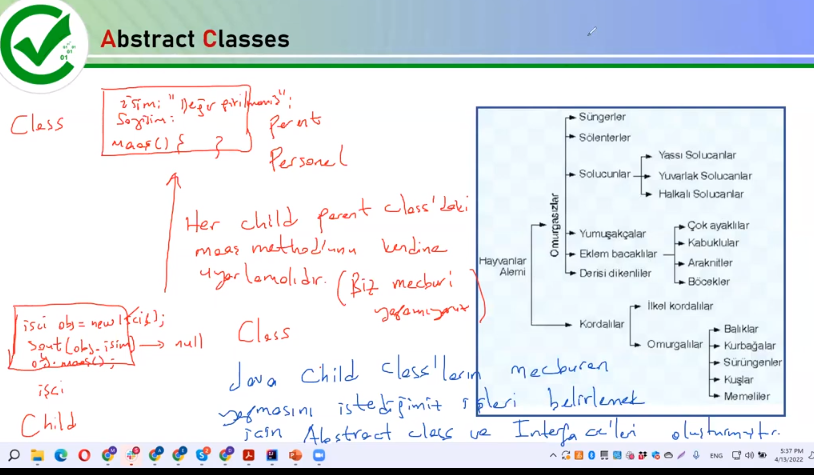 Abstract Classes
Class
isim: " Değer girilmemiş";
Soyisim:
maas() { }
Parent
Personel
Her child parent class'daki
maas method'unu kendine
uyarlamalıdır. (Biz mecburi
yapamıyoruz)
isci obj = new isci();
Sout(obj.isim) → null
obj.maas();
işçi
Child
Class
Java Child class'ların mecburen
yapmasını istediğimiz işleri belirlemek
için Abstract class ve Interface'leri oluşturmuştur.
Hayvanlar
Alemi
Omurgasızlar
Süngerler
Sölenterler
Solucunlar
Yassı Solucanlar
Yuvarlak Solucanlar
Halkalı Solucanlar
Yumuşakçalar
Eklem bacaklılar
Çok ayaklılar
Kabuklular
Araknitler
Böcekler
Derisi dikenliler
Kordalılar
İlkel kordalılar
Omurgalılar
Balıklar
Kurbağalar
Sürüngenler
Kuşlar
Memeliler
ENG
5:37 PM
4/13/2022